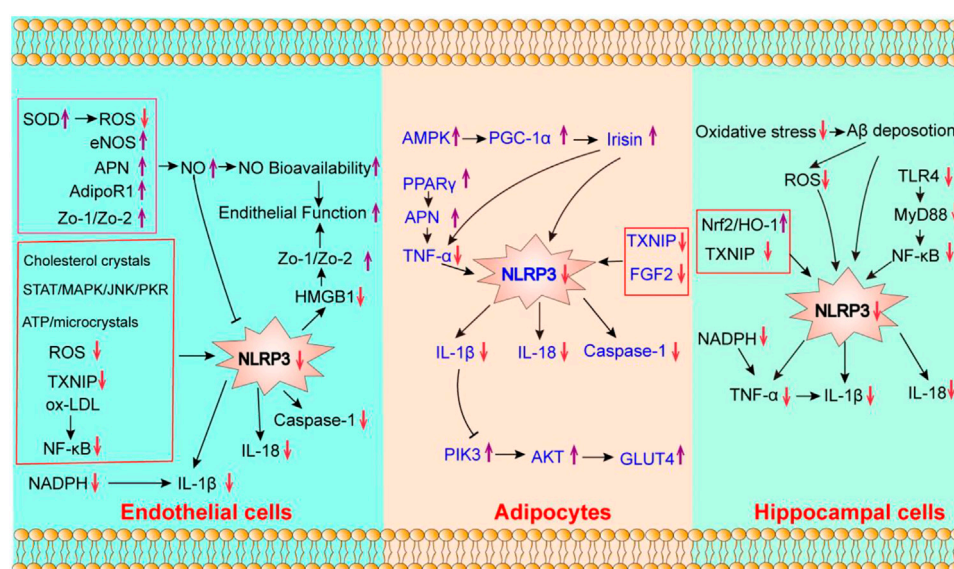 SOD → ROS
eNOS
APN
AdipoR1
Zo-1/Zo-2
NO
NO Bioavailability
Endithelial Function
Zo-1/Zo-2
HMGB1
Cholesterol crystals
STAT/MAPK/JNK/PKR
ATP/microcrystals
ROS
TXNIP
ox-LDL
NF-κB
NLRP3
Caspase-1
IL-18
NADPH
IL-1β
Endothelial cells
AMPK
PGC-1α
Irisin
PPARγ
APN
TNF-α
NLRP3
TXNIP
FGF2
IL-1β
IL-18
Caspase-1
PIK3
AKT
GLUT4
Adipocytes
Oxidative stress
Aβ depostion
ROS
TLR4
MyD88
NF-κB
Nrf2/HO-1
TXNIP
NLRP3
NADPH
TNF-α
IL-1β
IL-18
Hippocampal cells